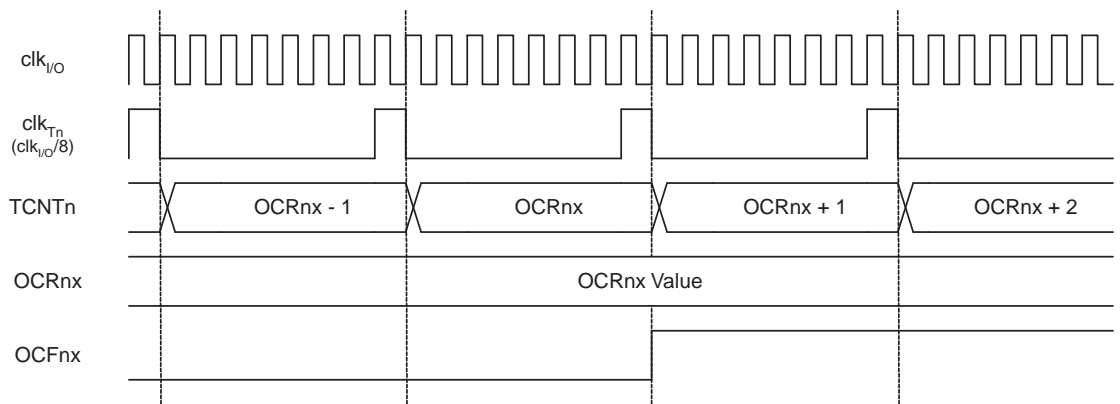 clkI/O
clkTn
(clkI/O/8)
TCNTn OCRnx - 1 OCRnx OCRnx + 1 OCRnx + 2
OCRnx OCRnx Value
OCFnx